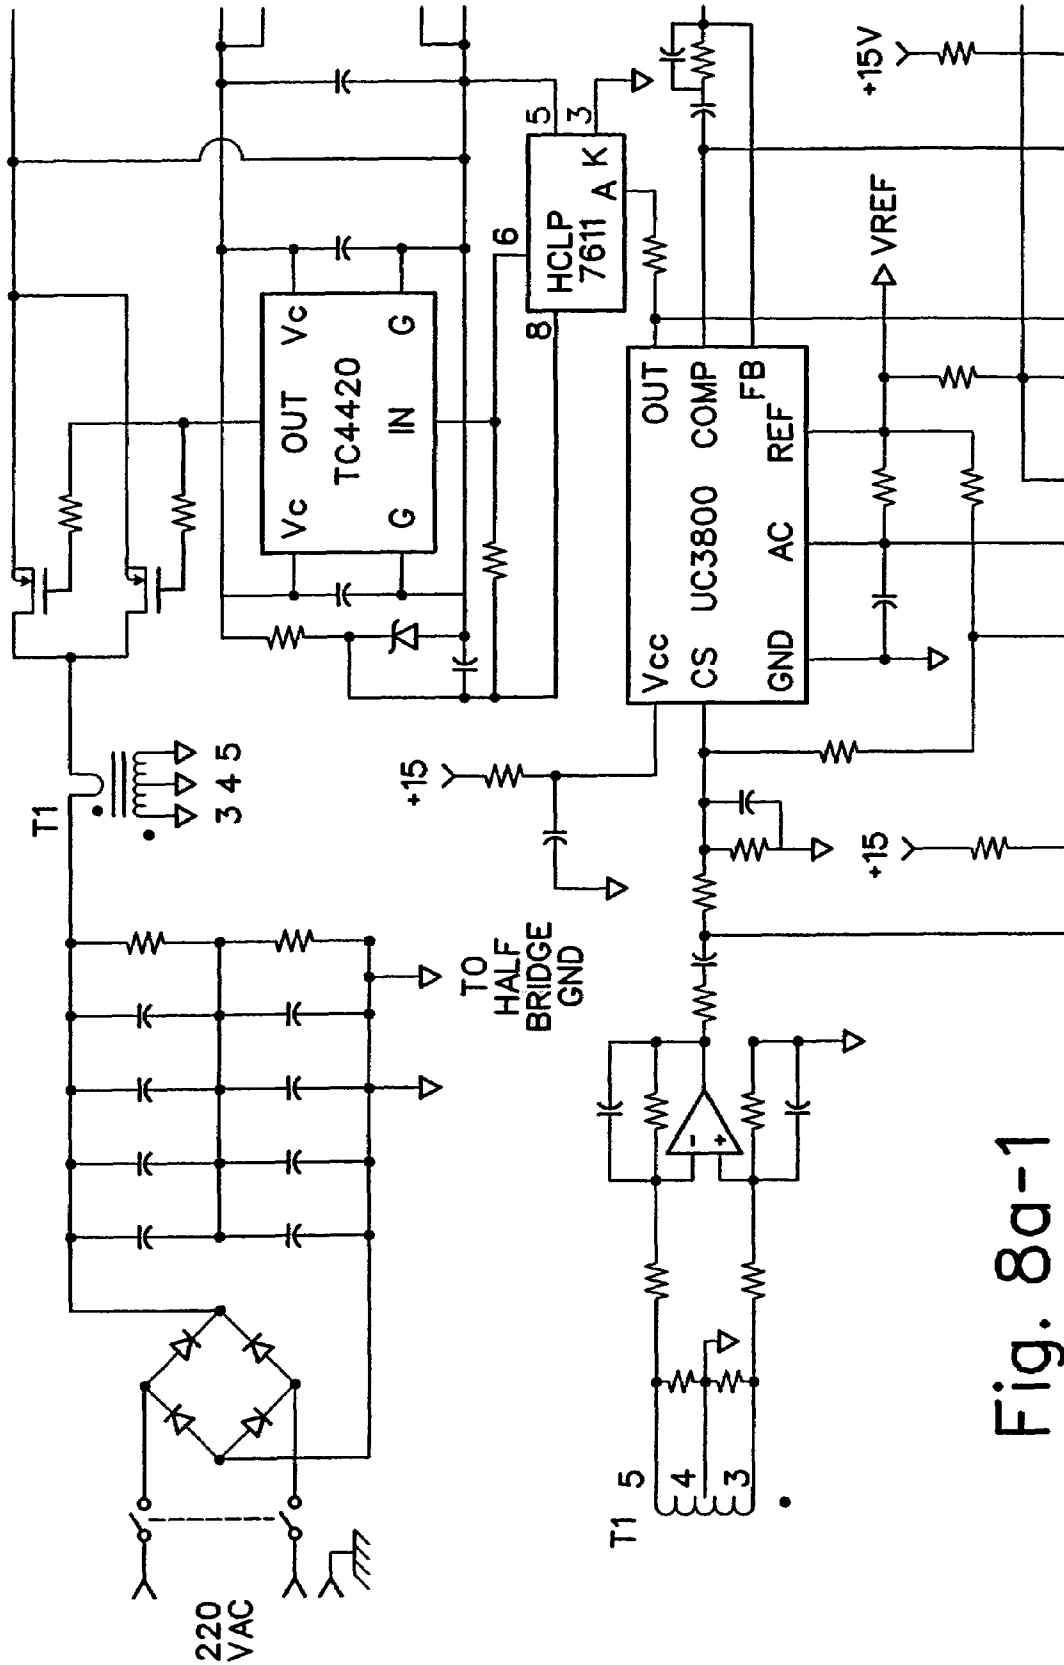 220
VAC
T1
3 4 5
TO
HALF
BRIDGE
GND
Vc
OUT
Vc
TC4420
G
IN
G
8
6
5
3
HCLP
7611
A
K
+15
Vcc
OUT
CS
UC3800
COMP
FB
GND
AC
REF
VREF
+15V
+15
T1
5
4
3
-
+
Fig. 8a-1